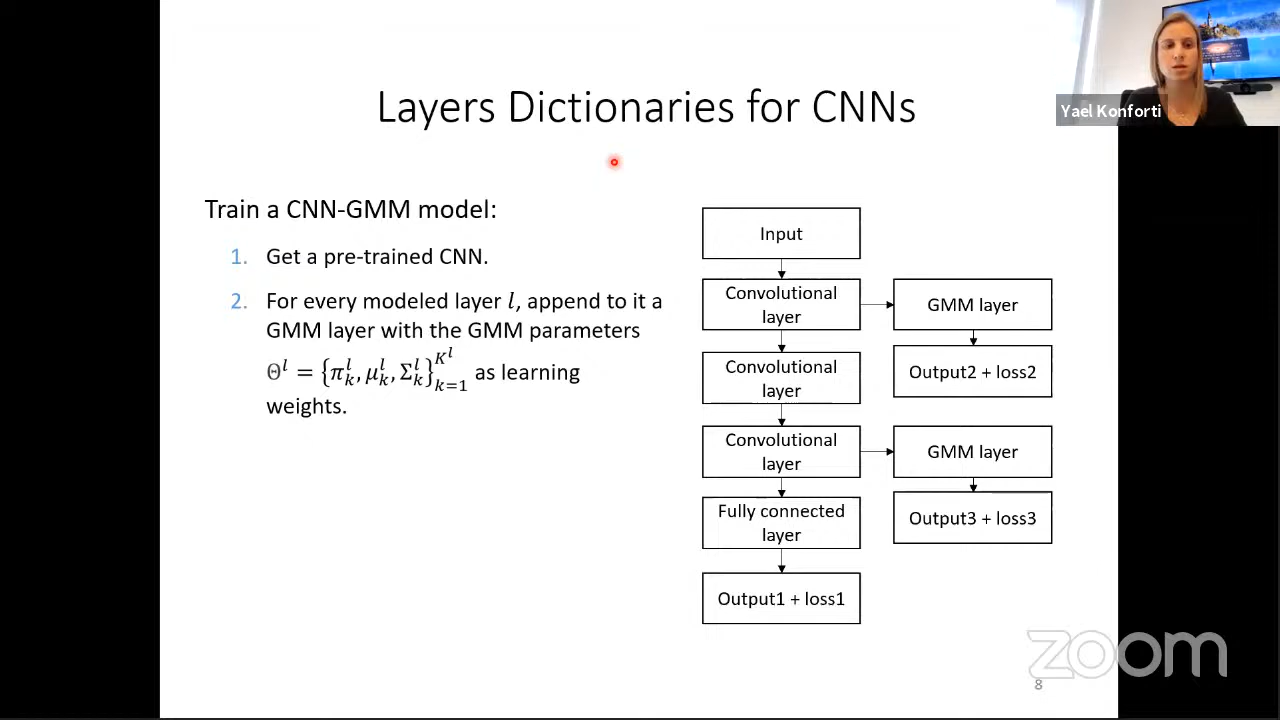 Layers Dictionaries for CNNs
Yael Konforti
Train a CNN-GMM model:
1. Get a pre-trained CNN.
2. For every modeled layer l, append to it a
GMM layer with the GMM parameters
Θ^l = {π_k^l, μ_k^l, Σ_k^l}_{k=1}^{K^l} as learning
weights.
Input
Convolutional
layer
GMM layer
Output2 + loss2
Convolutional
layer
Convolutional
layer
GMM layer
Output3 + loss3
Fully connected
layer
Output1 + loss1
zoom
8